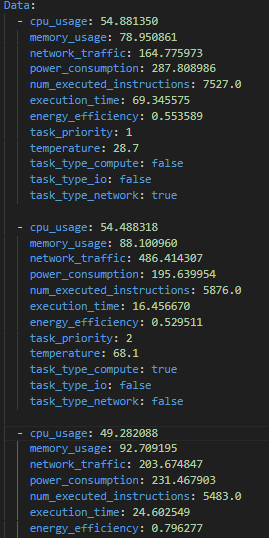 Data:
- cpu_usage: 54.881350
memory_usage: 78.950861
network_traffic: 164.775973
power_consumption: 287.808986
num_executed_instructions: 7527.0
execution_time: 69.345575
energy_efficiency: 0.553589
task_priority: 1
temperature: 28.7
task_type_compute: false
task_type_io: false
task_type_network: true
- cpu_usage: 54.488318
memory_usage: 88.100960
network_traffic: 486.414307
power_consumption: 195.639954
num_executed_instructions: 5876.0
execution_time: 16.456670
energy_efficiency: 0.529511
task_priority: 2
temperature: 68.1
task_type_compute: true
task_type_io: false
task_type_network: false
- cpu_usage: 49.282088
memory_usage: 92.709195
network_traffic: 203.674847
power_consumption: 231.467903
num_executed_instructions: 5483.0
execution_time: 24.602549
energy_efficiency: 0.796277